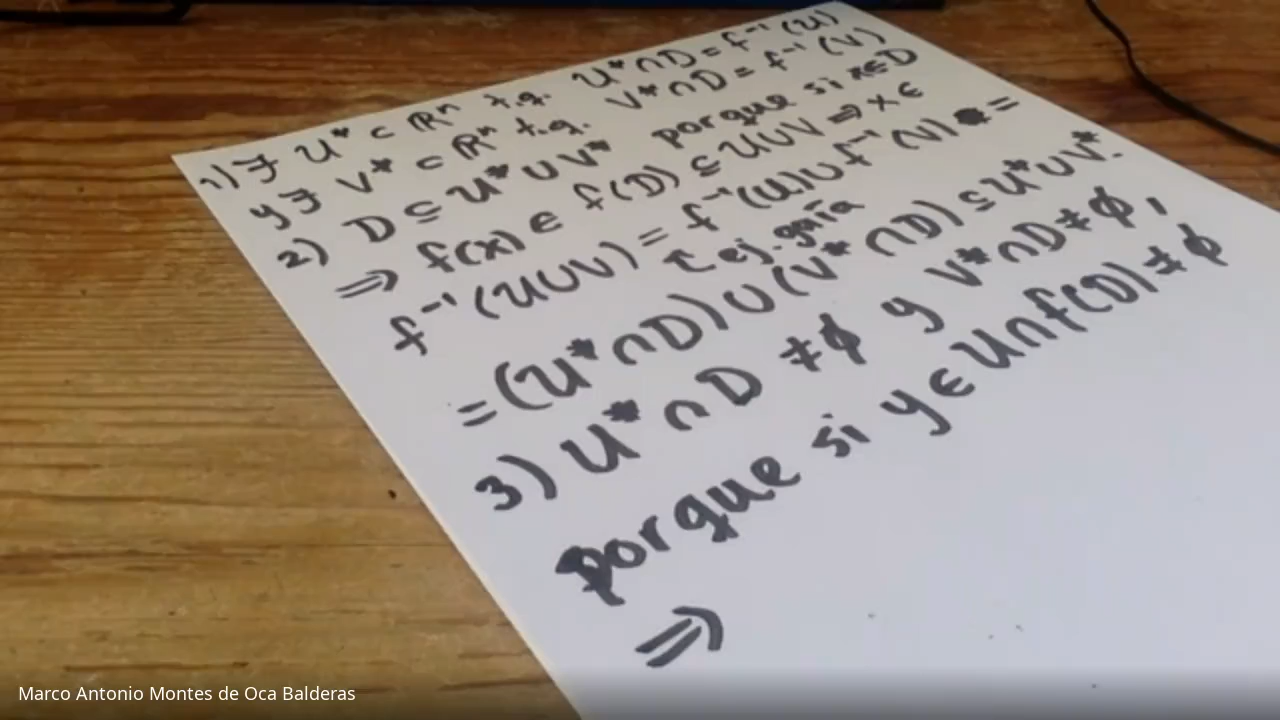 1) ∃ U* ⊂ ℝⁿ t.q. U* ∩ D = f⁻¹(U)
y ∃ V* ⊂ ℝⁿ t.q. V* ∩ D = f⁻¹(V)
2) D ⊆ U* ∪ V* porque si x ∈ D
⇒ f(x) ∈ f(D) ⊆ U ∪ V ⇒ x ∈
f⁻¹(U ∪ V) = f⁻¹(U) ∪ f⁻¹(V) =
↑ ej. guía
= (U* ∩ D) ∪ (V* ∩ D) ⊆ U* ∪ V*.
3) U* ∩ D ≠ ∅ y V* ∩ D ≠ ∅,
porque si y ∈ U ∩ f(D) ≠ ∅
⇒
Marco Antonio Montes de Oca Balderas